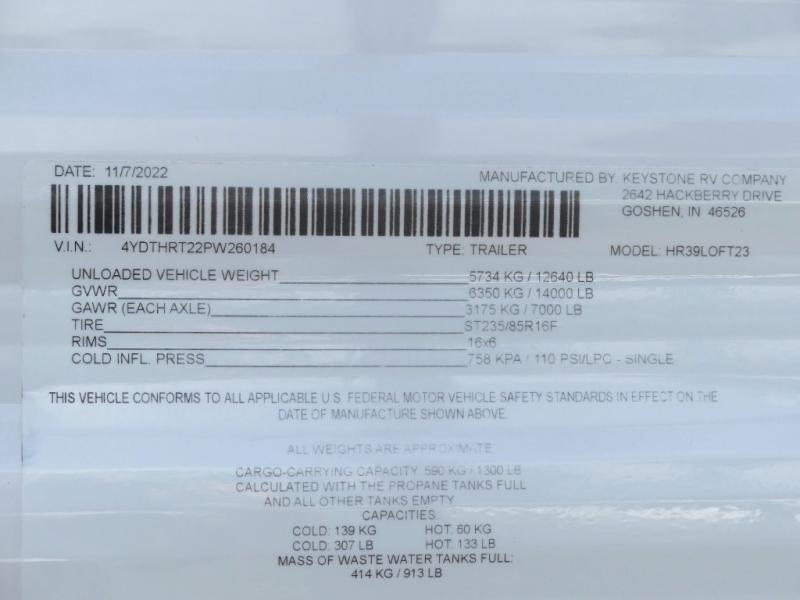 DATE: 11/7/2022
MANUFACTURED BY: KEYSTONE RV COMPANY
2642 HACKBERRY DRIVE
GOSHEN, IN 46526
V.I.N.: 4YDTHRT22PW260184 TYPE: TRAILER MODEL: HR39LOFT23
UNLOADED VEHICLE WEIGHT 5734 KG / 12640 LB
GVWR 6350 KG / 14000 LB
GAWR (EACH AXLE) 3175 KG / 7000 LB
TIRE ST235/85R16F
RIMS 16x6
COLD INFL. PRESS 758 KPA / 110 PSI/LPC - SINGLE
THIS VEHICLE CONFORMS TO ALL APPLICABLE U.S. FEDERAL MOTOR VEHICLE SAFETY STANDARDS IN EFFECT ON THE
DATE OF MANUFACTURE SHOWN ABOVE.
ALL WEIGHTS ARE APPROXIMATE
CARGO-CARRYING CAPACITY 590 KG / 1300 LB
CALCULATED WITH THE PROPANE TANKS FULL
AND ALL OTHER TANKS EMPTY
CAPACITIES:
COLD: 139 KG HOT: 60 KG
COLD: 307 LB HOT: 133 LB
MASS OF WASTE WATER TANKS FULL:
414 KG / 913 LB